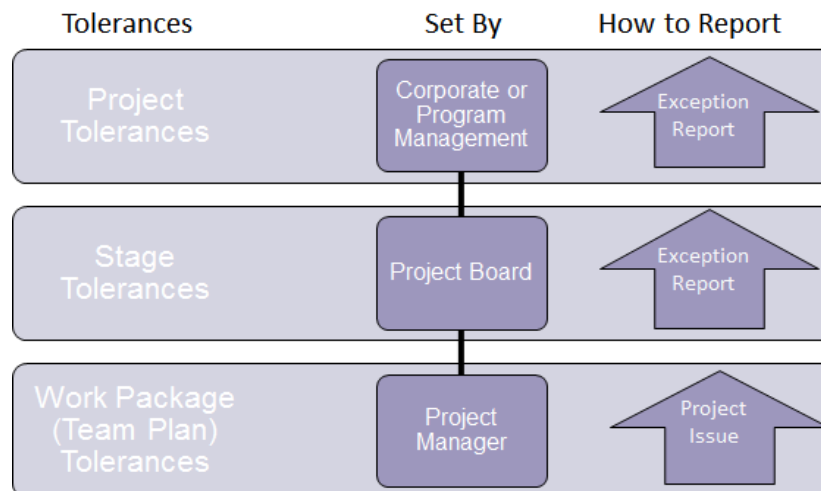 Tolerances
Set By
How to Report
Project
Tolerances
Corporate or
Program
Management
Exception
Report
Stage
Tolerances
Project Board
Exception
Report
Work Package
(Team Plan)
Tolerances
Project
Manager
Project
Issue